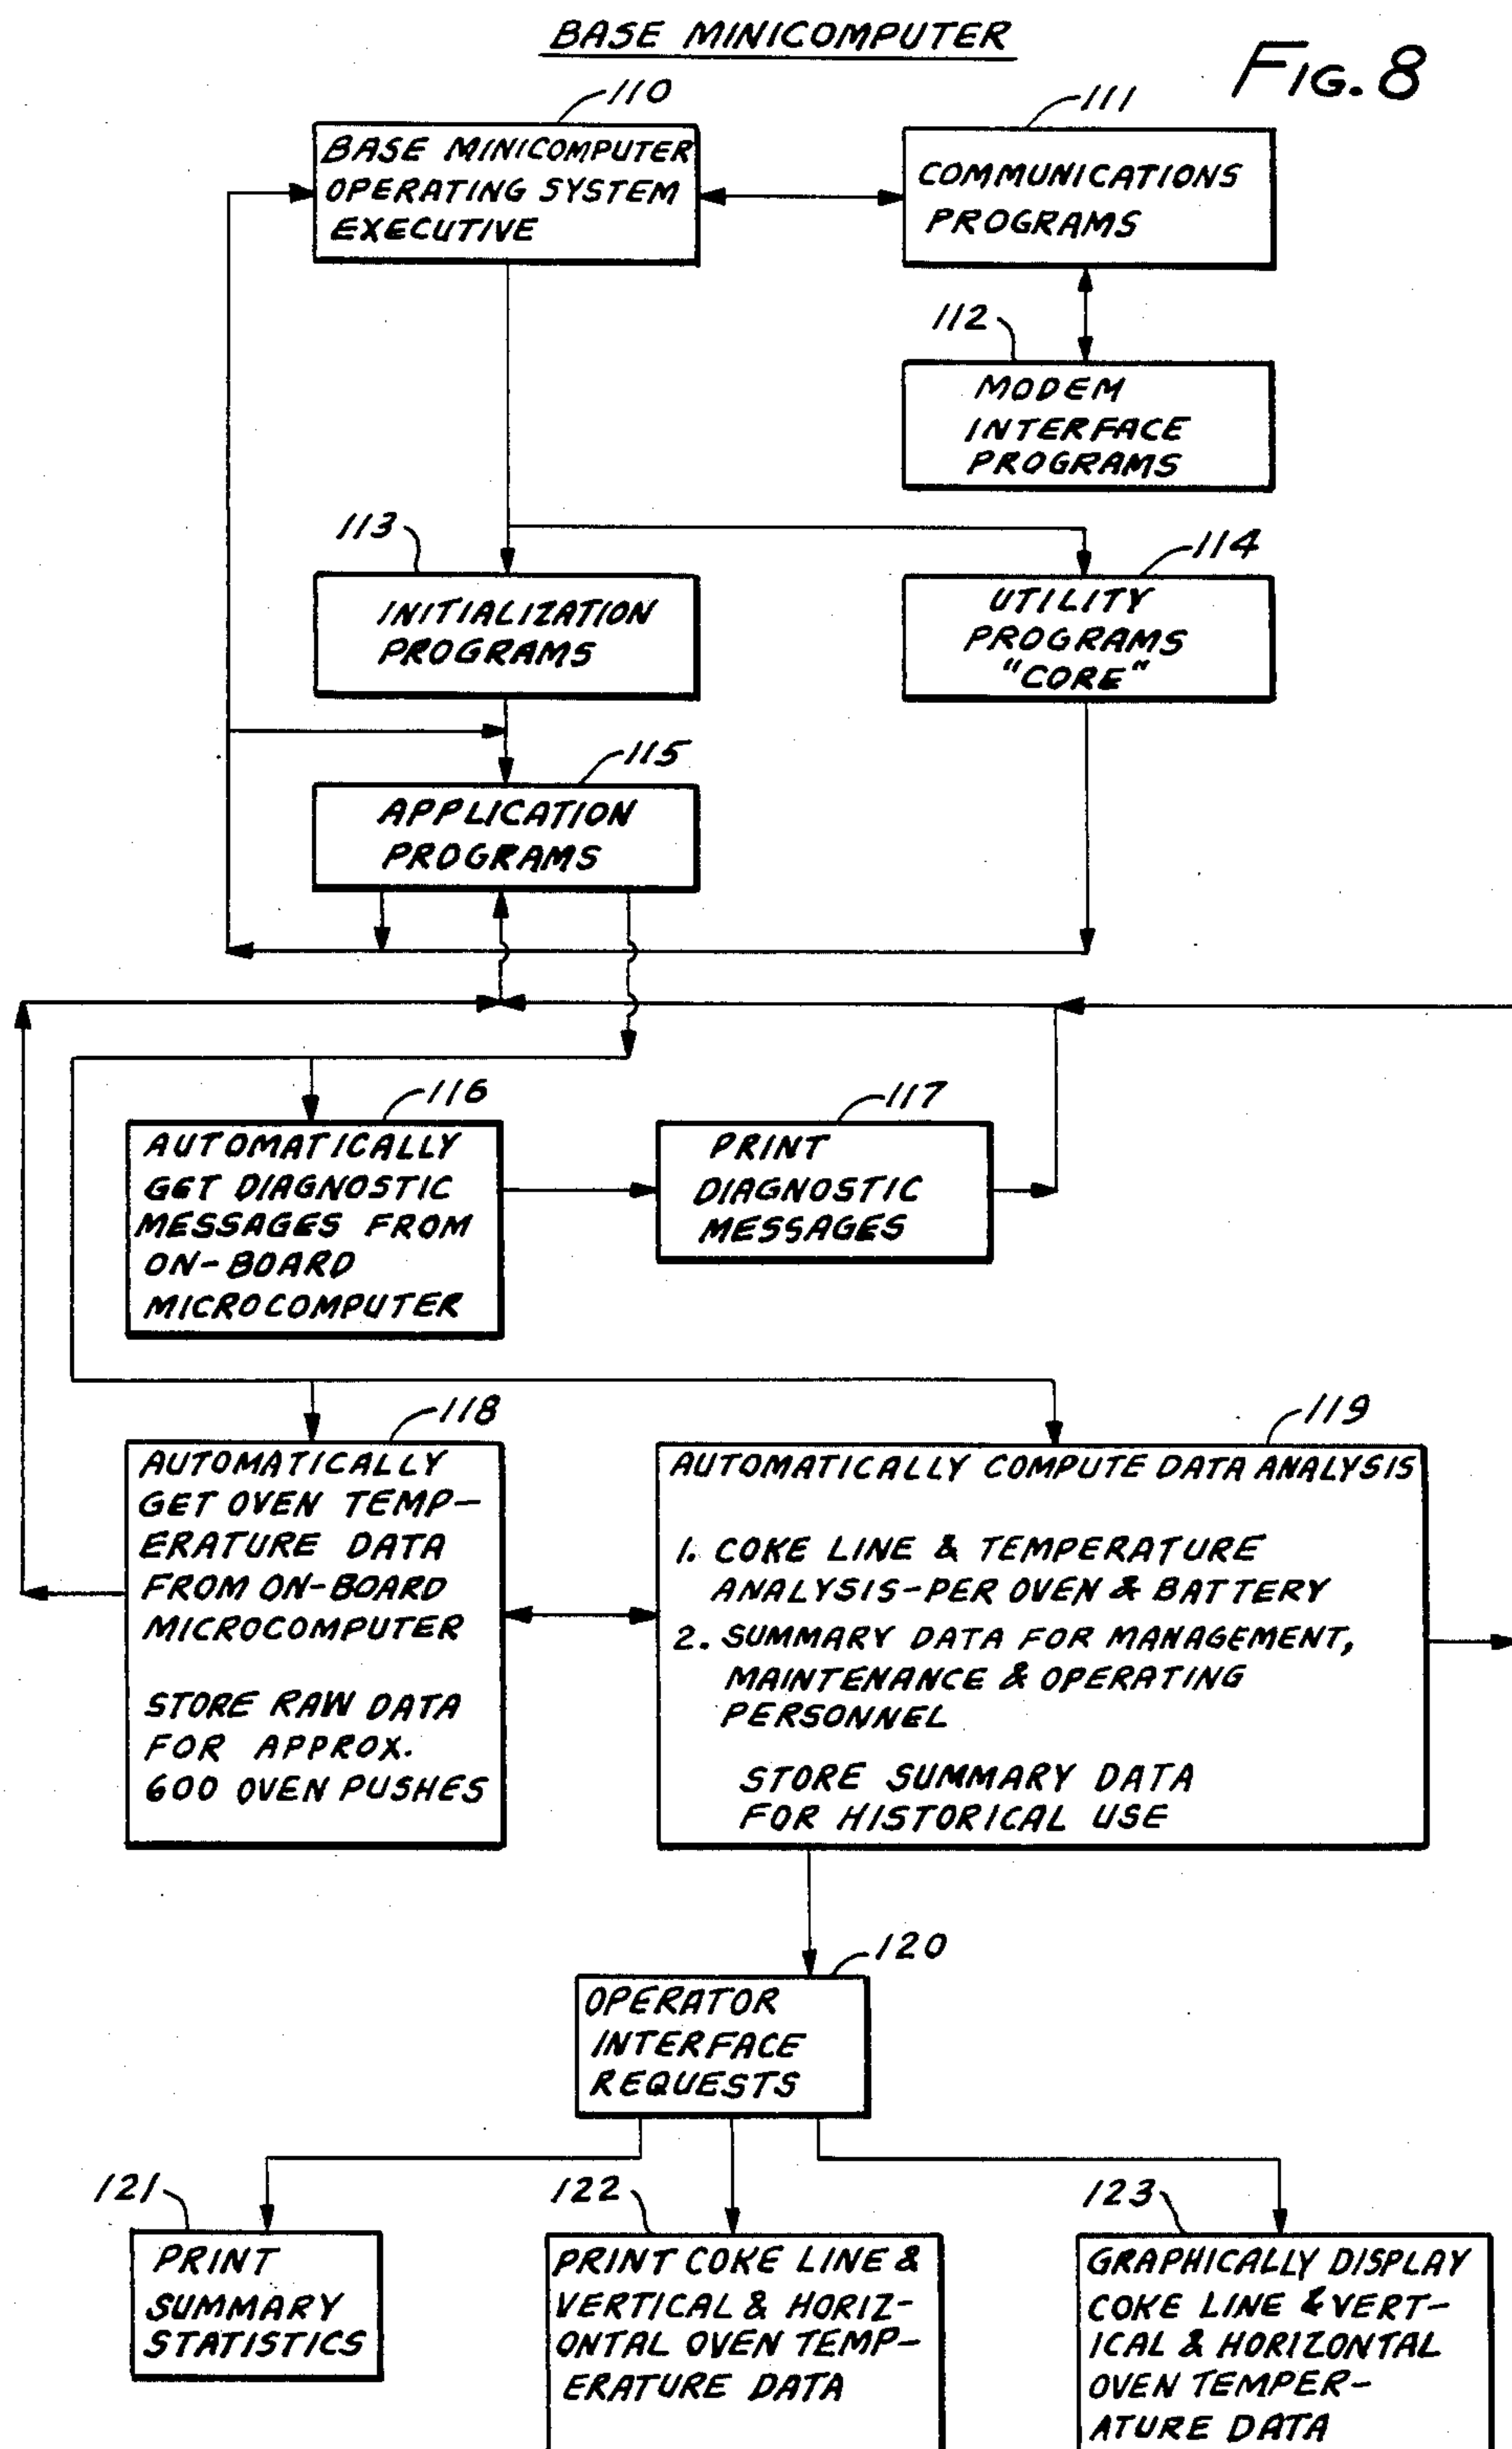 BASE MINICOMPUTER
FIG. 8
110
BASE MINICOMPUTER
OPERATING SYSTEM
EXECUTIVE
111
COMMUNICATIONS
PROGRAMS
112
MODEM
INTERFACE
PROGRAMS
113
INITIALIZATION
PROGRAMS
114
UTILITY
PROGRAMS
"CORE"
115
APPLICATION
PROGRAMS
116
AUTOMATICALLY
GET DIAGNOSTIC
MESSAGES FROM
ON-BOARD
MICROCOMPUTER
117
PRINT
DIAGNOSTIC
MESSAGES
118
AUTOMATICALLY
GET OVEN TEMP-
ERATURE DATA
FROM ON-BOARD
MICROCOMPUTER
STORE RAW DATA
FOR APPROX.
600 OVEN PUSHES
119
AUTOMATICALLY COMPUTE DATA ANALYSIS
1. COKE LINE & TEMPERATURE
ANALYSIS-PER OVEN & BATTERY
2. SUMMARY DATA FOR MANAGEMENT,
MAINTENANCE & OPERATING
PERSONNEL
STORE SUMMARY DATA
FOR HISTORICAL USE
120
OPERATOR
INTERFACE
REQUESTS
121
PRINT
SUMMARY
STATISTICS
122
PRINT COKE LINE &
VERTICAL & HORIZ-
ONTAL OVEN TEMP-
ERATURE DATA
123
GRAPHICALLY DISPLAY
COKE LINE & VERT-
ICAL & HORIZONTAL
OVEN TEMPER-
ATURE DATA